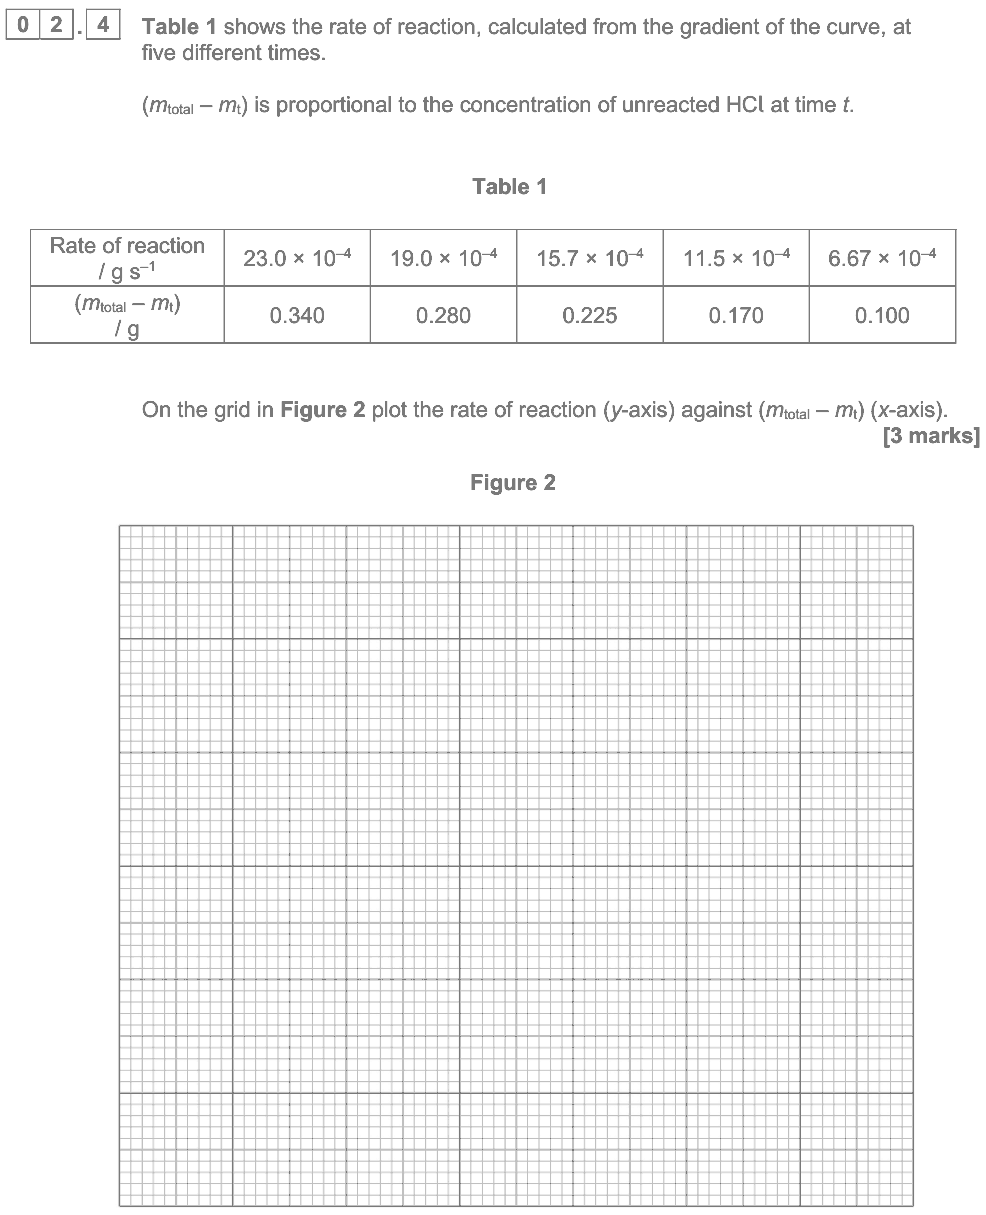 0 2 . 4 Table 1 shows the rate of reaction, calculated from the gradient of the curve, at
five different times.
(mtotal – mt) is proportional to the concentration of unreacted HCl at time t.
Table 1
Rate of reaction / g s⁻¹ 23.0 × 10⁻⁴ 19.0 × 10⁻⁴ 15.7 × 10⁻⁴ 11.5 × 10⁻⁴ 6.67 × 10⁻⁴
(mtotal – mt) / g 0.340 0.280 0.225 0.170 0.100
On the grid in Figure 2 plot the rate of reaction (y-axis) against (mtotal – mt) (x-axis).
[3 marks]
Figure 2